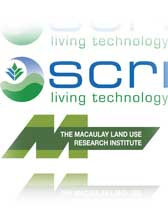 living technology
scri
living technology
THE MACAULAY LAND USE
RESEARCH INSTITUTE